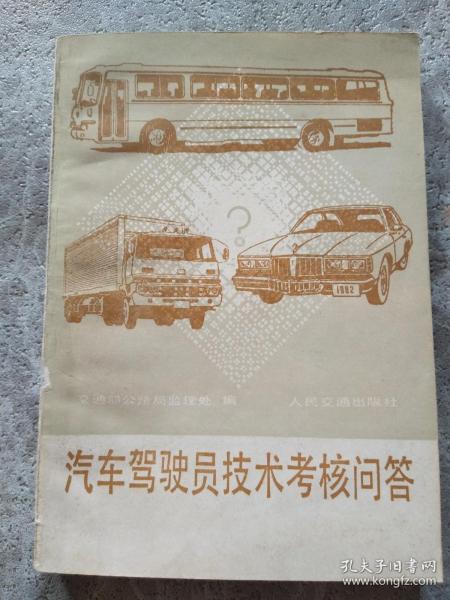 ?
1982
交通部公路局监理处 编 人民交通出版社
汽车驾驶员技术考核问答
孔夫子旧书网
www.kongfz.com